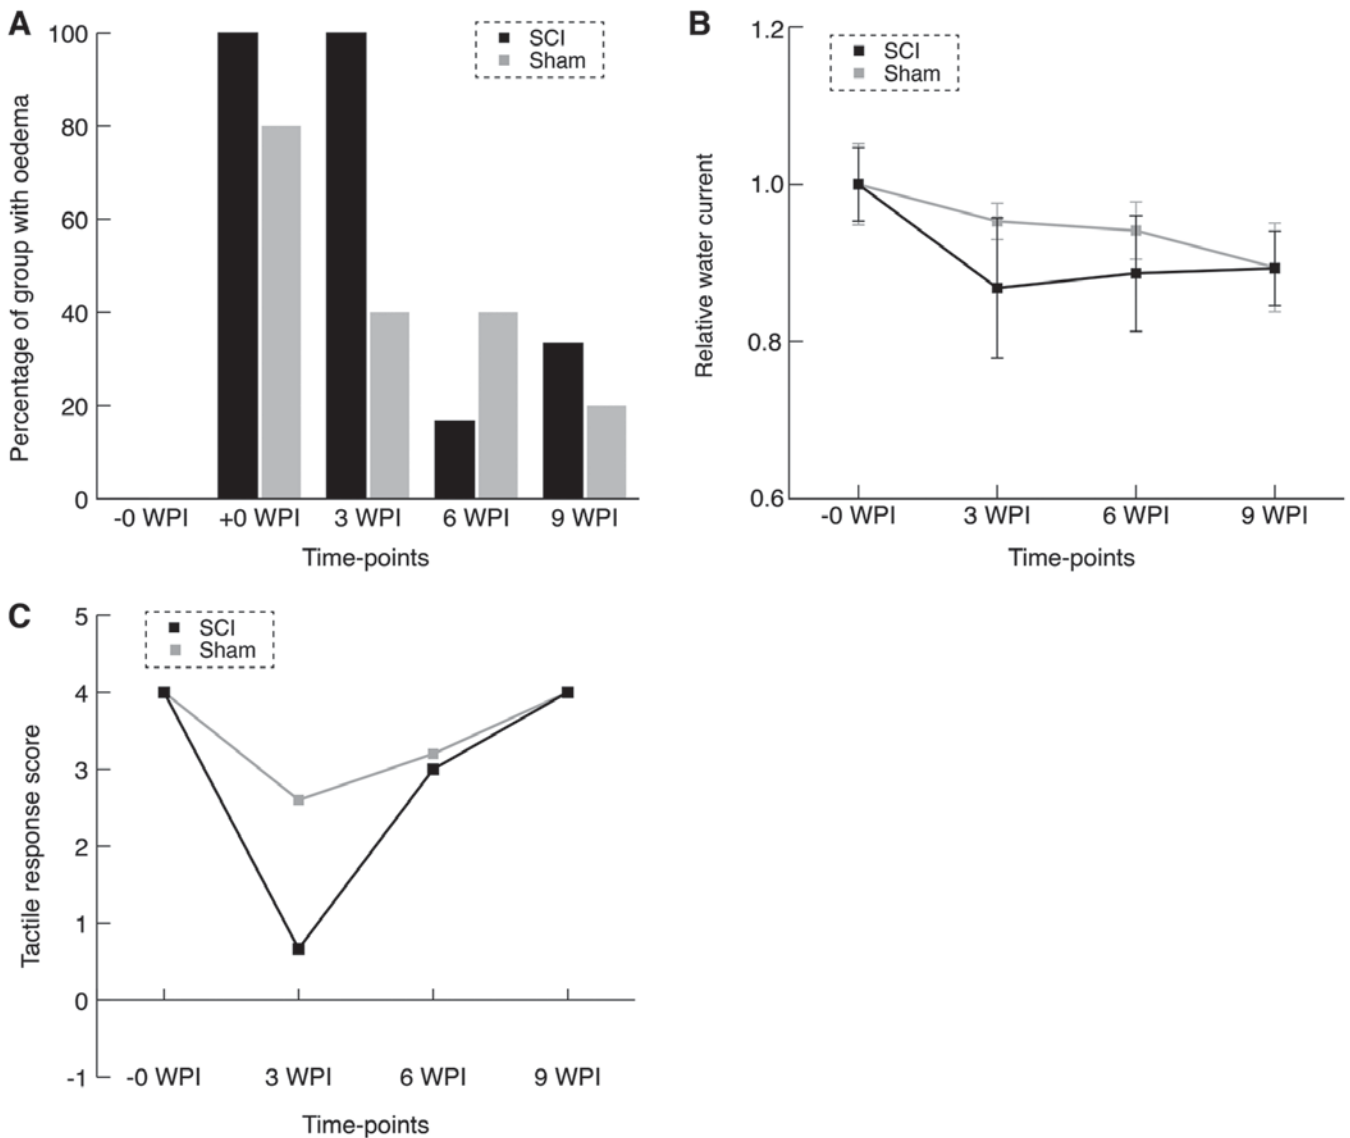 A
Percentage of group with oedema
100
80
60
40
20
0
SCI
Sham
-0 WPI +0 WPI 3 WPI 6 WPI 9 WPI
Time-points
B
Relative water current
1.2
1.0
0.8
0.6
SCI
Sham
-0 WPI 3 WPI 6 WPI 9 WPI
Time-points
C
Tactile response score
5
4
3
2
1
0
-1
SCI
Sham
-0 WPI 3 WPI 6 WPI 9 WPI
Time-points